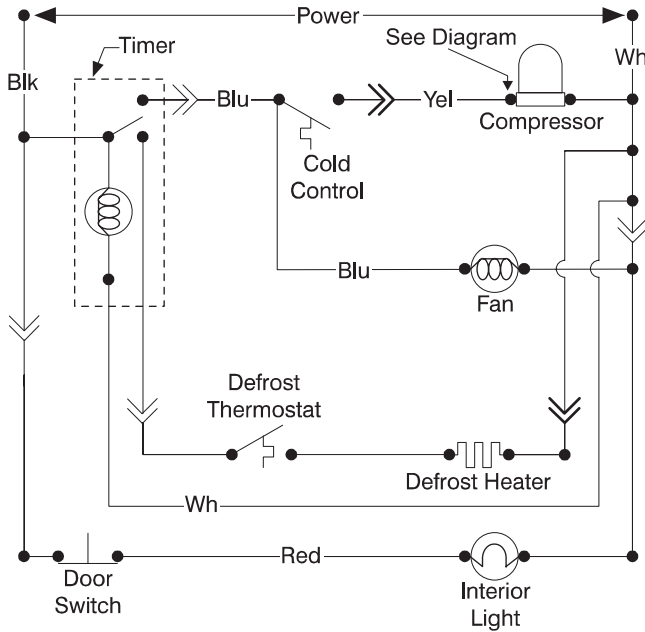 Power
Timer
See Diagram
Blk
Wh
Blu
Yel
Compressor
Cold
Control
Blu
Fan
Defrost
Thermostat
Defrost Heater
Wh
Red
Door
Switch
Interior
Light